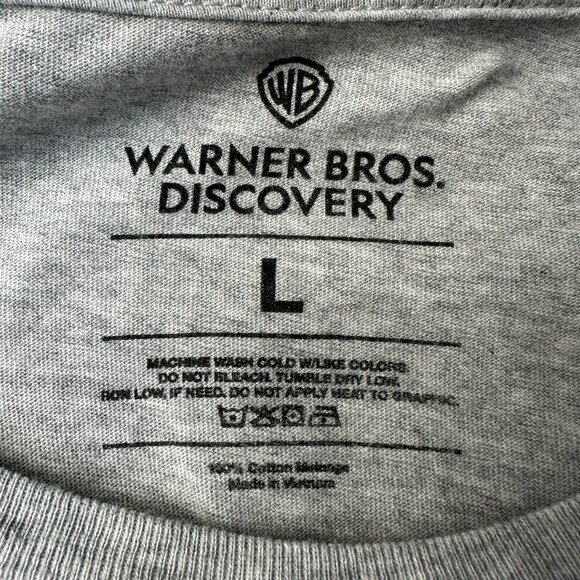 WB
WARNER BROS.
DISCOVERY
L
MACHINE WASH COLD W/LIKE COLORS.
DO NOT BLEACH. TUMBLE DRY LOW.
IRON LOW, IF NEED. DO NOT APPLY HEAT TO GRAPHIC.
100% Cotton Melange
Made in Vietnam